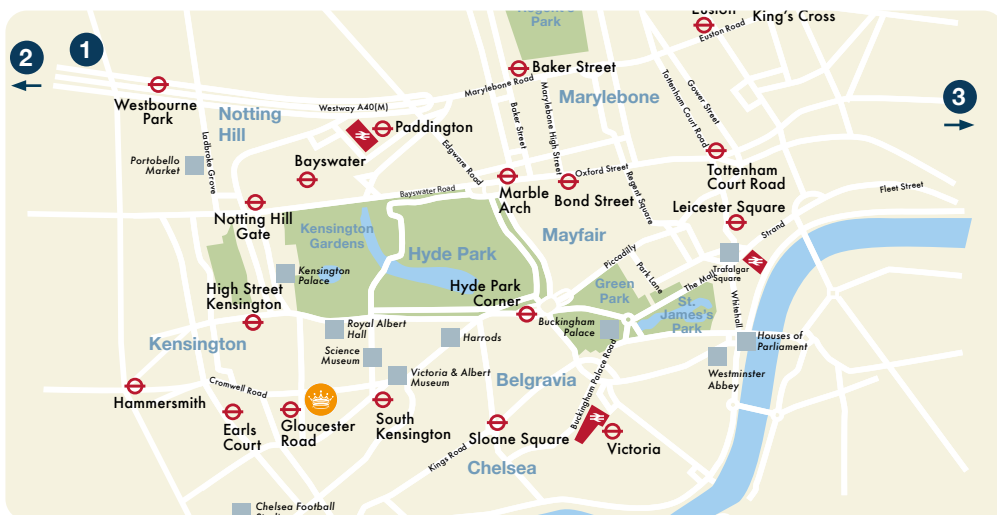 Regent's
Park
Euston
King's Cross
Euston Road
1
2
3
Baker Street
Marylebone Road
Westbourne
Park
Notting
Hill
Westway A40(M)
Marylebone
Gower Street
Tottenham Court Road
Paddington
Baker Street
Marylebone High Street
Portobello
Market
Ladbroke Grove
Bayswater
Edgware Road
Oxford Street
Tottenham
Court Road
Bayswater Road
Marble
Arch
Bond Street
Regent Square
Fleet Street
Notting Hill
Gate
Leicester Square
Kensington
Gardens
Hyde Park
Mayfair
Strand
Piccadilly
Trafalgar
Square
Kensington
Palace
Park Lane
The Mall
High Street
Kensington
Hyde Park
Corner
Green
Park
St.
James's
Park
Whitehall
Royal Albert
Hall
Buckingham
Palace
Kensington
Harrods
Houses of
Parliament
Science
Museum
Victoria & Albert
Museum
Belgravia
Buckingham Palace Road
Westminster
Abbey
Hammersmith
Cromwell Road
Earls
Court
Gloucester
Road
South
Kensington
Sloane Square
Victoria
Kings Road
Chelsea
Chelsea Football